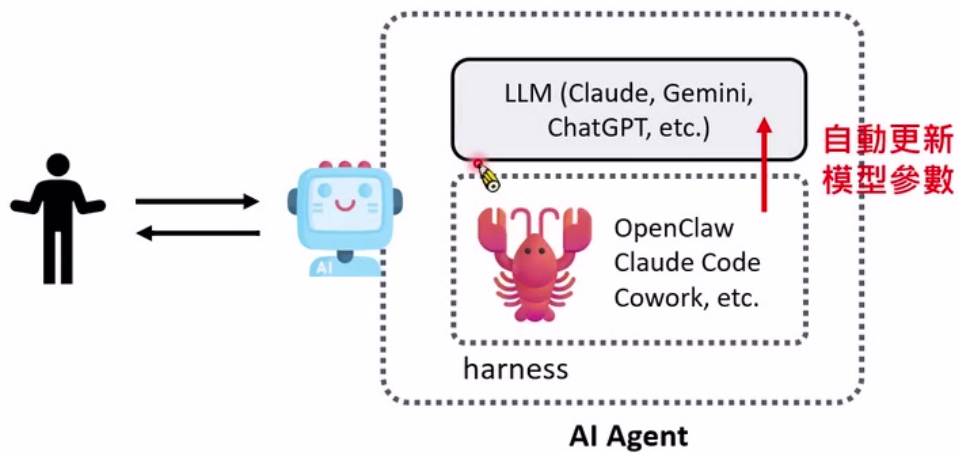 LLM (Claude, Gemini,
ChatGPT, etc.)
自動更新
模型參數
OpenClaw
Claude Code
Cowork, etc.
AI
harness
AI Agent